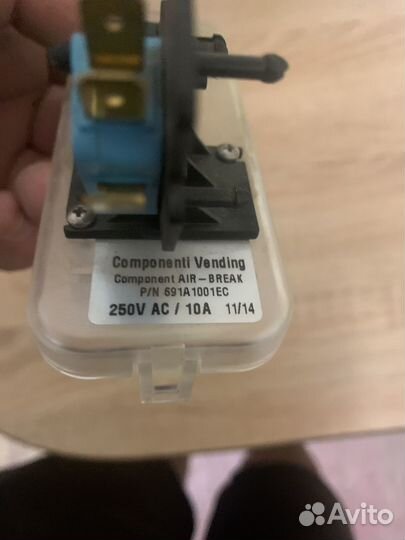 Componenti Vending
Component AIR-BREAK
P/N 691A1001EC
250V AC / 10A 11/14
Avito